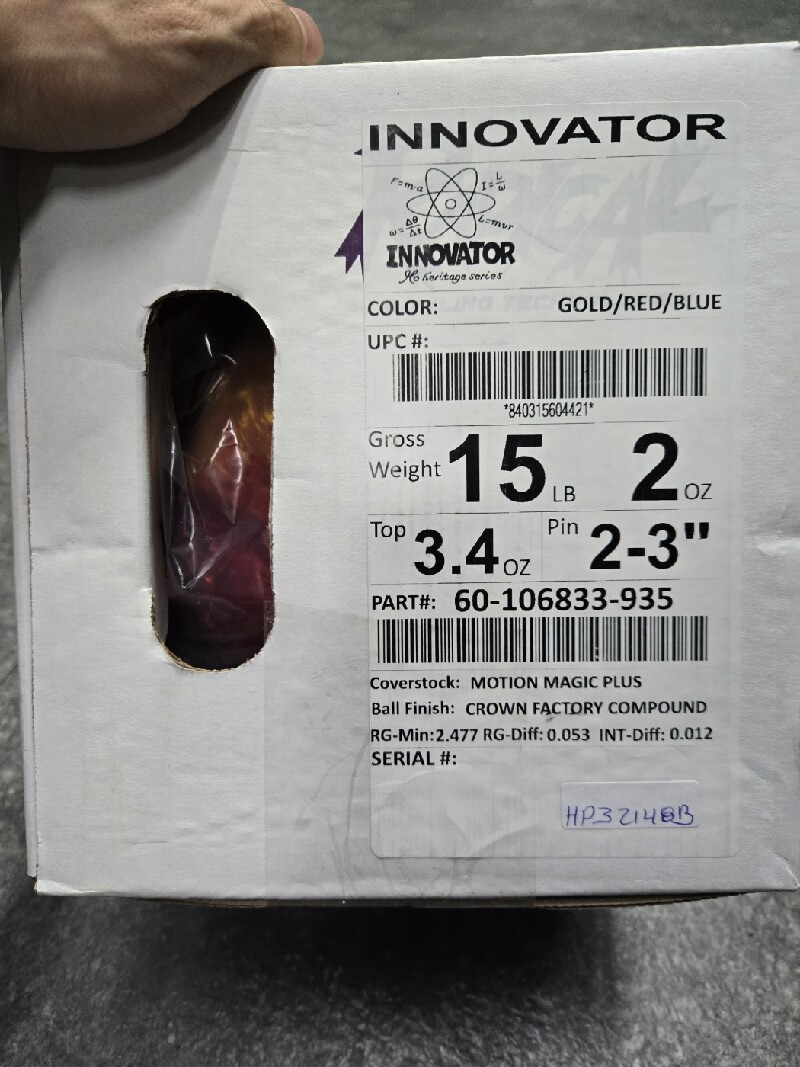 INNOVATOR
F=m·a
I=L/ω
ω=Δθ/Δt
L=mvr
INNOVATOR
Mo heritage series
COLOR: GOLD/RED/BLUE
UPC #:
*840315604421*
Gross Weight 15 LB 2 OZ
Top 3.4 OZ Pin 2-3"
PART#: 60-106833-935
Coverstock: MOTION MAGIC PLUS
Ball Finish: CROWN FACTORY COMPOUND
RG-Min:2.477 RG-Diff: 0.053 INT-Diff: 0.012
SERIAL #: